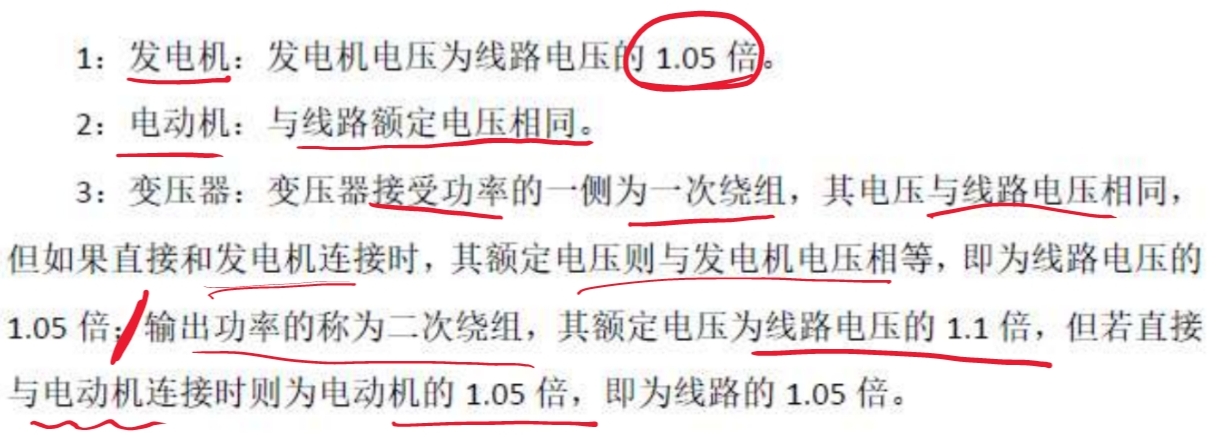 1：发电机：发电机电压为线路电压的 1.05 倍。
2：电动机：与线路额定电压相同。
3：变压器：变压器接受功率的一侧为一次绕组，其电压与线路电压相同，
但如果直接和发电机连接时，其额定电压则与发电机电压相等，即为线路电压的
1.05 倍；输出功率的称为二次绕组，其额定电压为线路电压的 1.1 倍，但若直接
与电动机连接时则为电动机的 1.05 倍，即为线路的 1.05 倍。